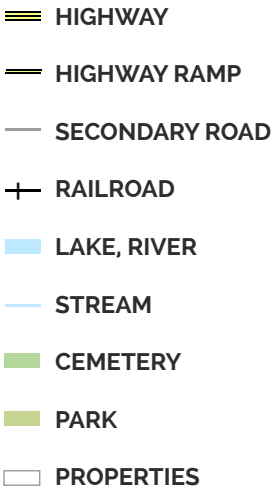 HIGHWAY
HIGHWAY RAMP
SECONDARY ROAD
RAILROAD
LAKE, RIVER
STREAM
CEMETERY
PARK
PROPERTIES